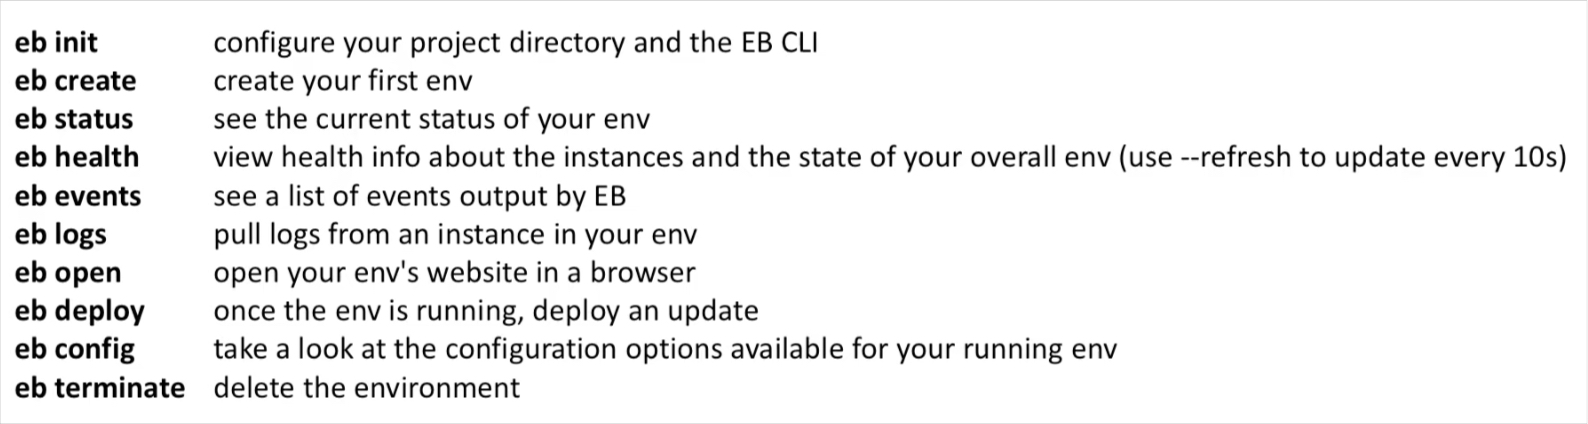 eb init configure your project directory and the EB CLI
eb create create your first env
eb status see the current status of your env
eb health view health info about the instances and the state of your overall env (use --refresh to update every 10s)
eb events see a list of events output by EB
eb logs pull logs from an instance in your env
eb open open your env's website in a browser
eb deploy once the env is running, deploy an update
eb config take a look at the configuration options available for your running env
eb terminate delete the environment